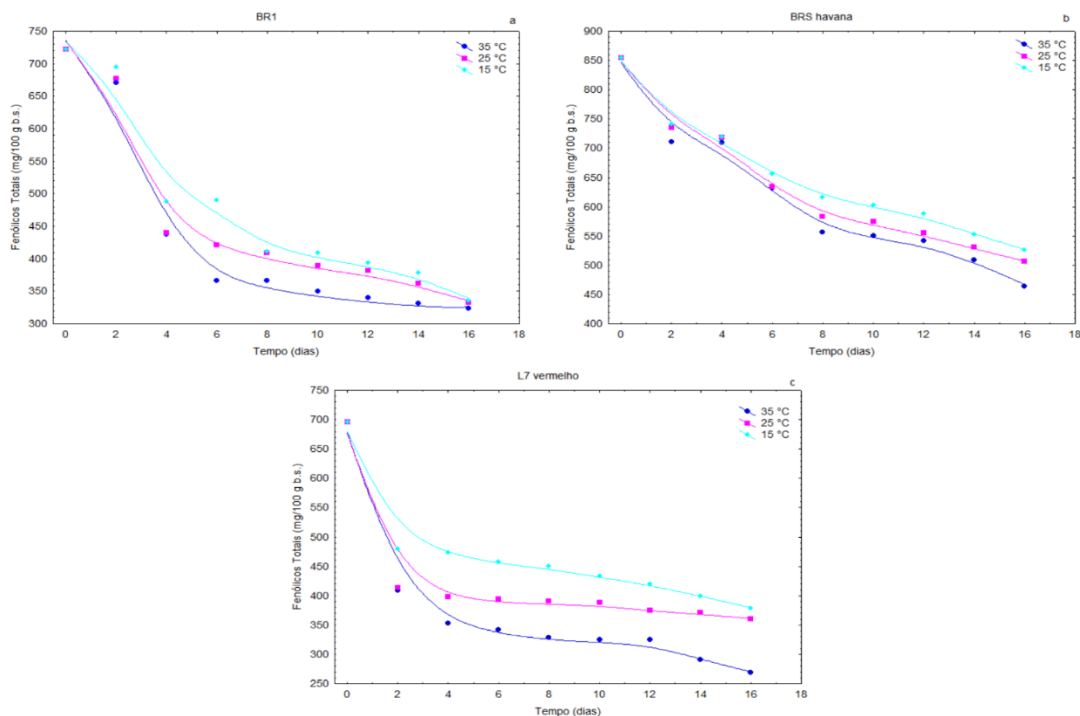 BR1
a
Fenólicos Totais (mg/100 g b.s.)
750
700
650
600
550
500
450
400
350
300
35 °C
25 °C
15 °C
0 2 4 6 8 10 12 14 16 18
Tempo (dias)
BRS havana
b
Fenólicos Totais (mg/100 g b.s.)
900
850
800
750
700
650
600
550
500
450
400
35 °C
25 °C
15 °C
0 2 4 6 8 10 12 14 16 18
Tempo (dias)
L7 vermelho
c
Fenólicos Totais (mg/100 g b.s.)
750
700
650
600
550
500
450
400
350
300
250
35 °C
25 °C
15 °C
0 2 4 6 8 10 12 14 16 18
Tempo (dias)